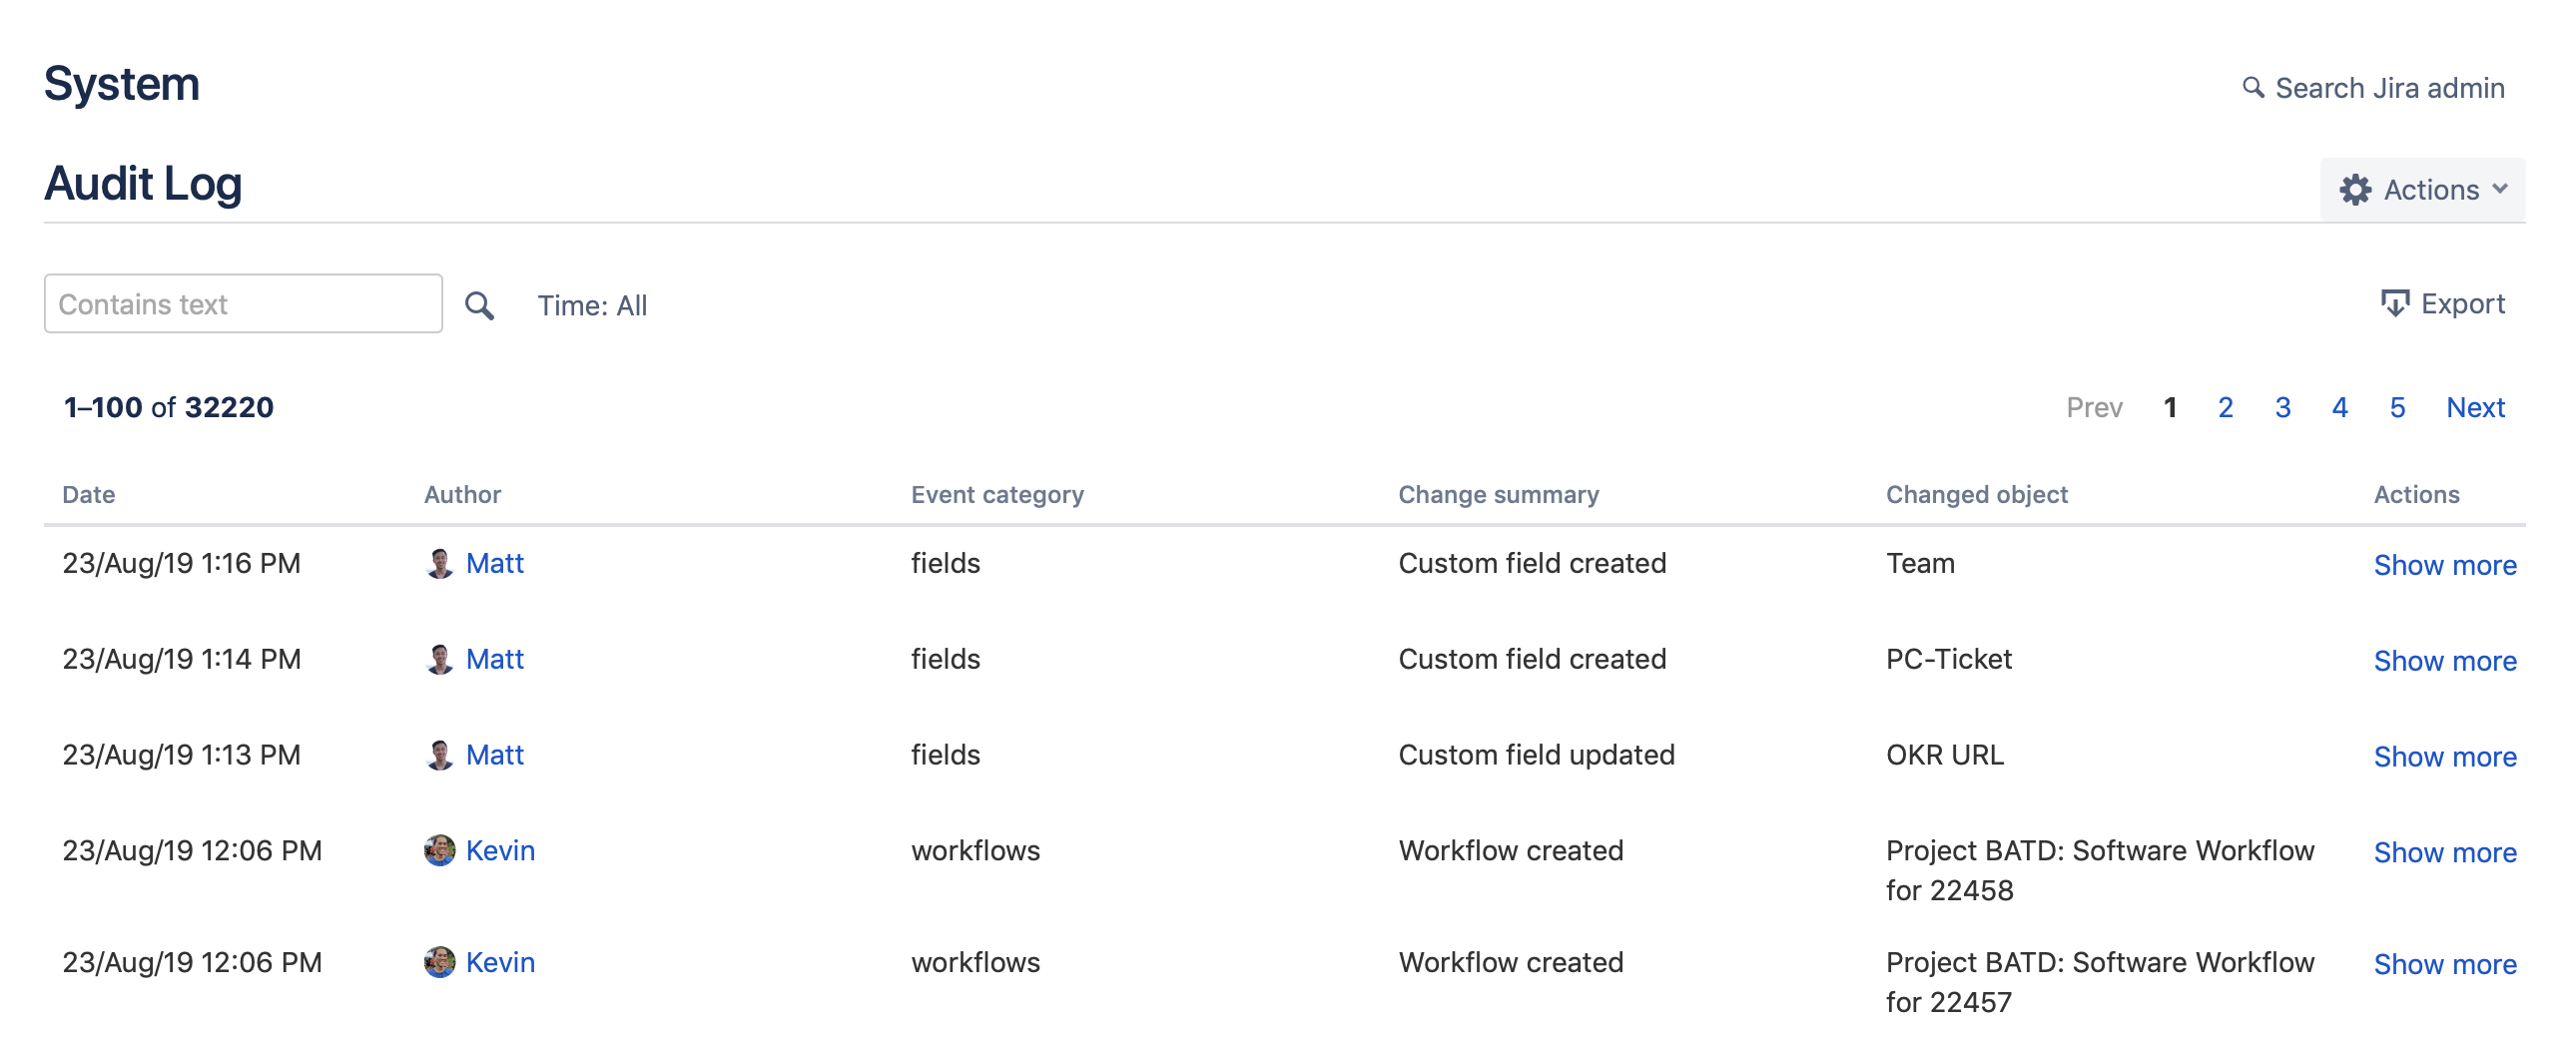 System
Search Jira admin
Audit Log
Actions
Contains text
Time: All
Export
1–100 of 32220
Prev 1 2 3 4 5 Next
Date Author Event category Change summary Changed object Actions
23/Aug/19 1:16 PM Matt fields Custom field created Team Show more
23/Aug/19 1:14 PM Matt fields Custom field created PC-Ticket Show more
23/Aug/19 1:13 PM Matt fields Custom field updated OKR URL Show more
23/Aug/19 12:06 PM Kevin workflows Workflow created Project BATD: Software Workflow Show more
for 22458
23/Aug/19 12:06 PM Kevin workflows Workflow created Project BATD: Software Workflow Show more
for 22457